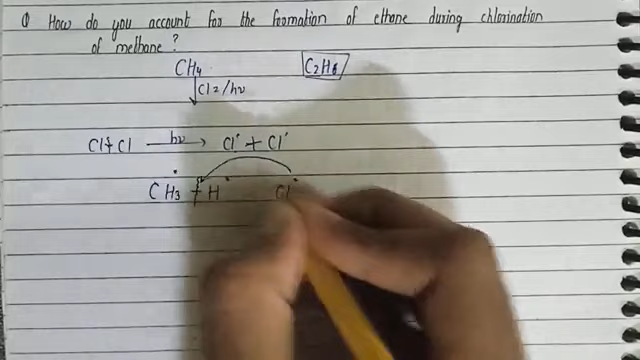 Q How do you account for the formation of ethane during chlorination
of methane?
CH4 C2H6
Cl2/hν
Cl+Cl hν Cl˙ + Cl˙
CH3 + H˙ Cl˙